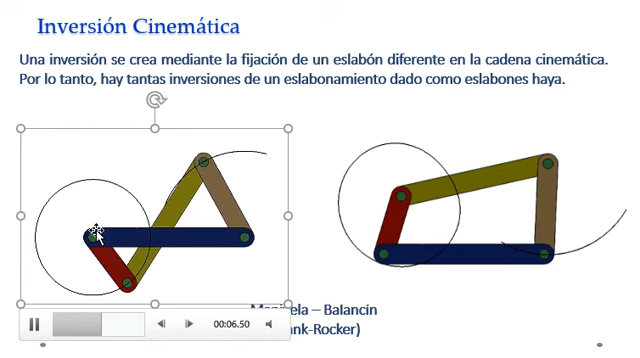 Inversión Cinemática
Una inversión se crea mediante la fijación de un eslabón diferente en la cadena cinemática.
Por lo tanto, hay tantas inversiones de un eslabonamiento dado como eslabones haya.
– Balancín
00:06.50
ank-Rocker)